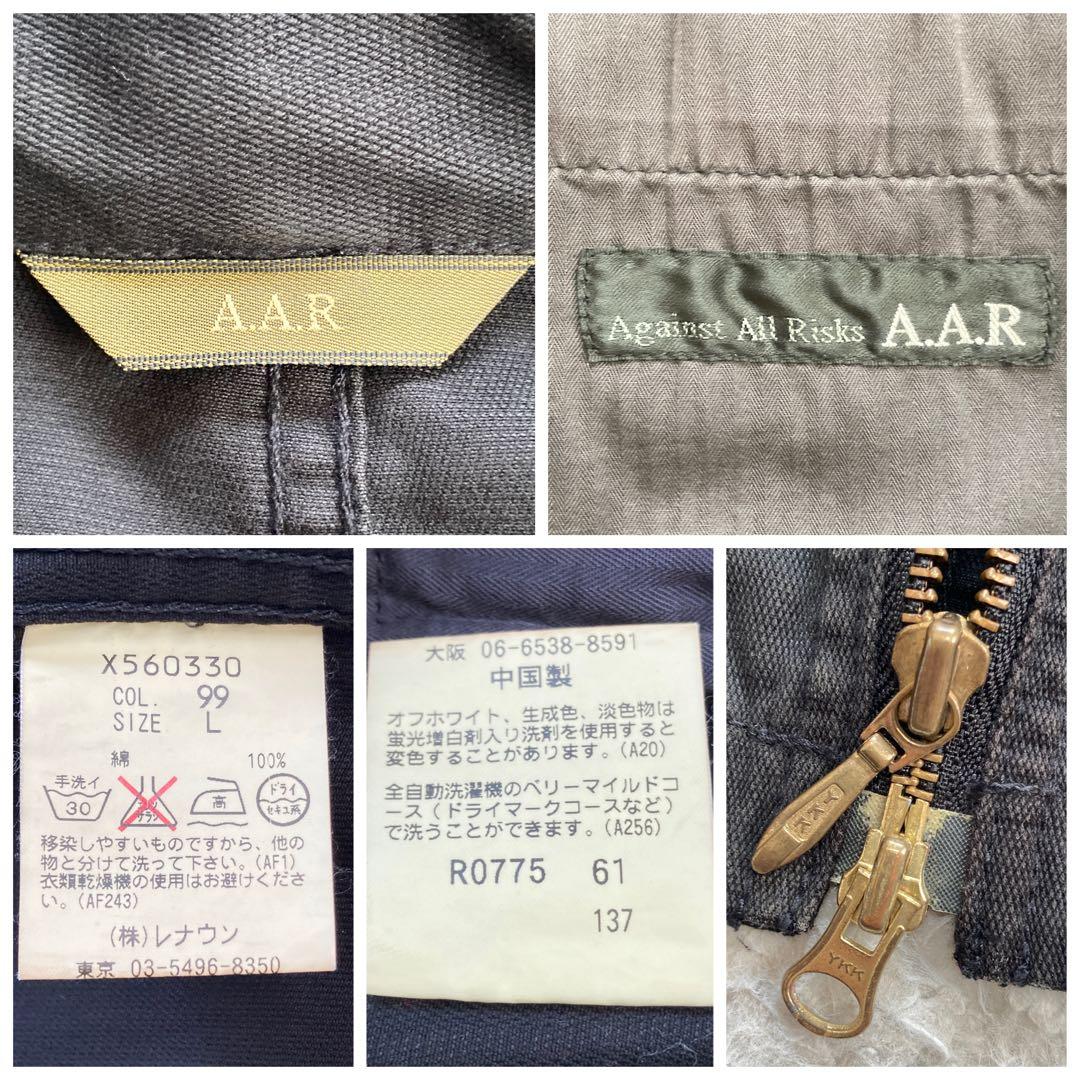 A.A.R
Against All Risks A.A.R
X560330
COL. 99
SIZE L
綿 100%
手洗イ
30
エンソ
サラシ
高
ドライ
セキユ系
移染しやすいものですから、他の
物と分けて洗って下さい。(AF1)
衣類乾燥機の使用はお避けくださ
い。(AF243)
(株)レナウン
東京 03-5496-8350
大阪 06-6538-8591
中国製
オフホワイト、生成色、淡色物は
蛍光増白剤入り洗剤を使用すると
変色することがあります。(A20)
全自動洗濯機のベリーマイルドコ
ース(ドライマークコースなど)
で洗うことができます。(A256)
R0775 61
137
YKK
YKK